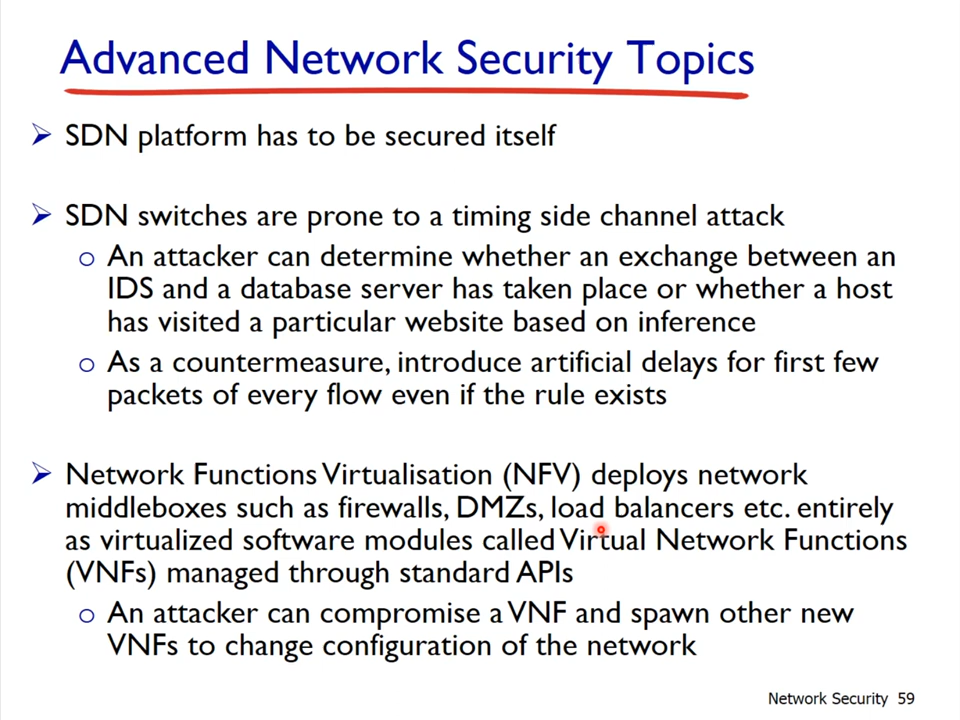 Advanced Network Security Topics
SDN platform has to be secured itself
SDN switches are prone to a timing side channel attack
An attacker can determine whether an exchange between an
IDS and a database server has taken place or whether a host
has visited a particular website based on inference
As a countermeasure, introduce artificial delays for first few
packets of every flow even if the rule exists
Network Functions Virtualisation (NFV) deploys network
middleboxes such as firewalls, DMZs, load balancers etc. entirely
as virtualized software modules called Virtual Network Functions
(VNFs) managed through standard APIs
An attacker can compromise a VNF and spawn other new
VNFs to change configuration of the network
Network Security 59